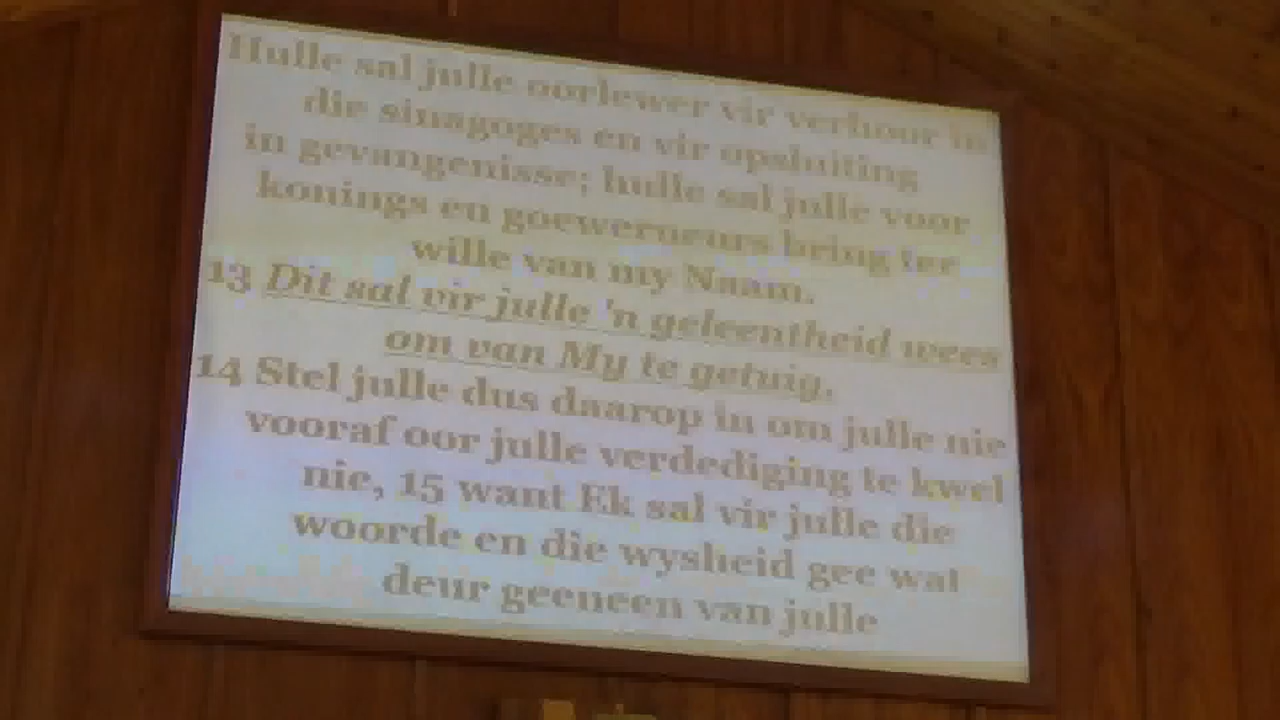 Hulle sal julle oorlewer vir verhoor in
die sinagoges en vir opsluiting
in gevangenisse; hulle sal julle voor
konings en goewerneurs bring ter
wille van my Naam.
13 Dit sal vir julle 'n geleentheid wees
om van My te getuig.
14 Stel julle dus daarop in om julle nie
vooraf oor julle verdediging te kwel
nie, 15 want Ek sal vir julle die
woorde en die wysheid gee wat
deur geeneen van julle